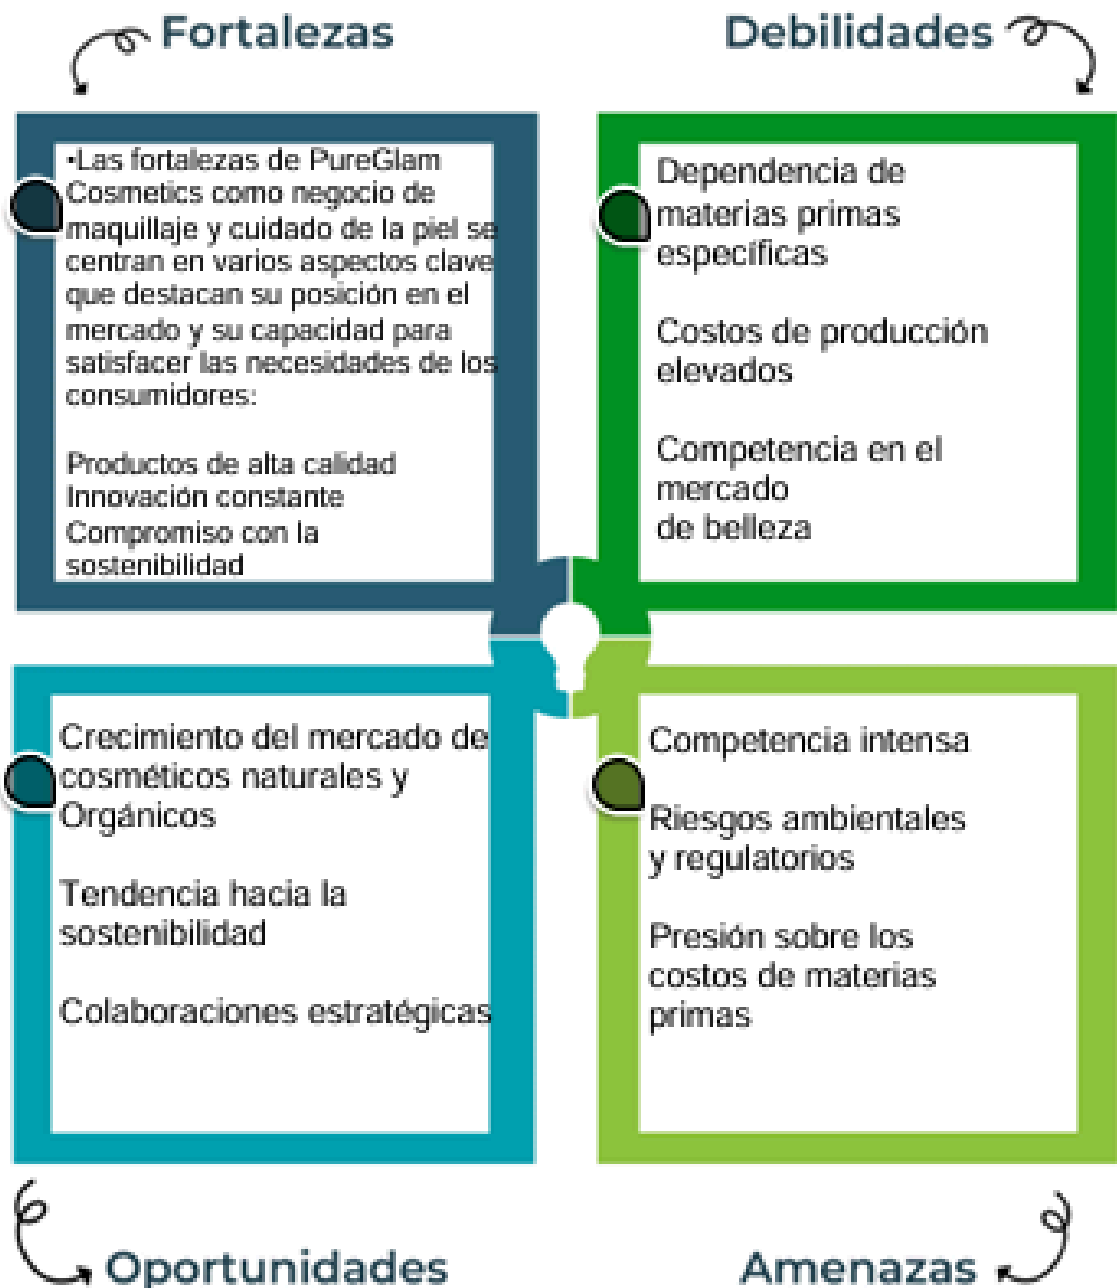 Fortalezas
•Las fortalezas de PureGlam
Cosmetics como negocio de
maquillaje y cuidado de la piel se
centran en varios aspectos clave
que destacan su posición en el
mercado y su capacidad para
satisfacer las necesidades de los
consumidores:
Productos de alta calidad
Innovación constante
Compromiso con la
sostenibilidad
Debilidades
Dependencia de
materias primas
específicas
Costos de producción
elevados
Competencia en el
mercado
de belleza
Crecimiento del mercado de
cosméticos naturales y
Orgánicos
Tendencia hacia la
sostenibilidad
Colaboraciones estratégicas
Oportunidades
Competencia intensa
Riesgos ambientales
y regulatorios
Presión sobre los
costos de materias
primas
Amenazas